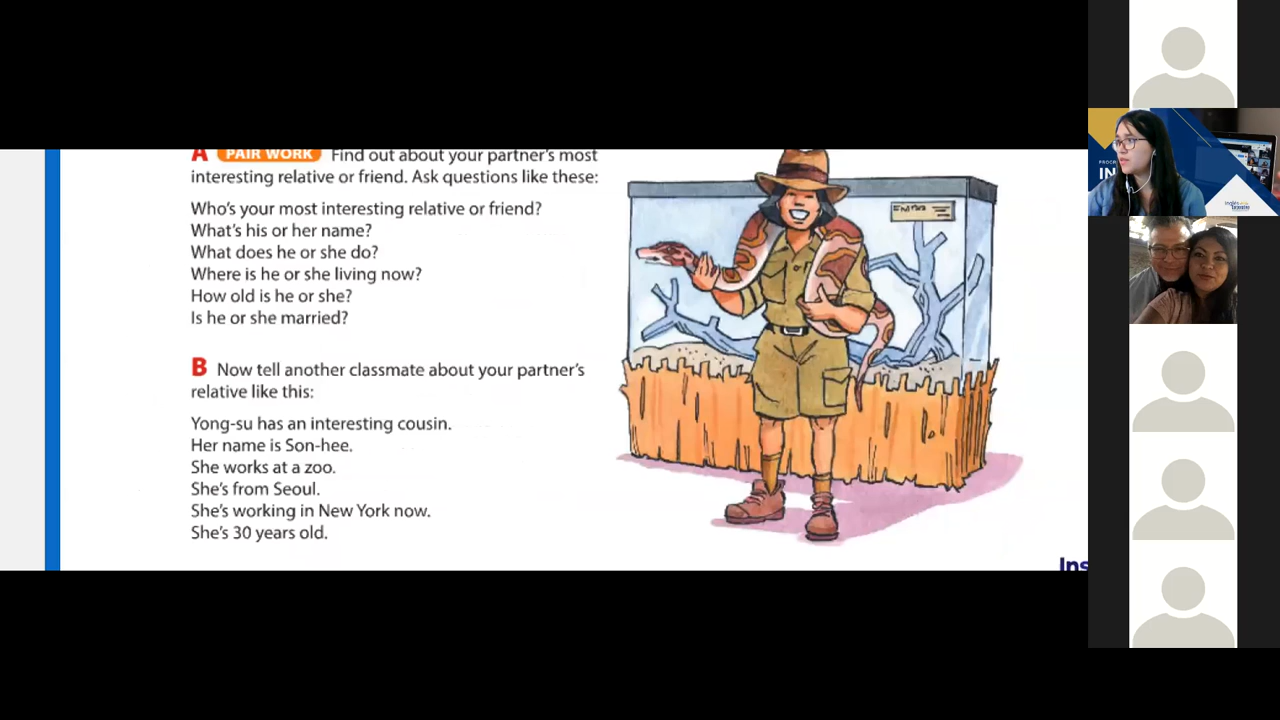 A PAIR WORK Find out about your partner's most
interesting relative or friend. Ask questions like these:
Who's your most interesting relative or friend?
What's his or her name?
What does he or she do?
Where is he or she living now?
How old is he or she?
Is he or she married?
B Now tell another classmate about your partner's
relative like this:
Yong-su has an interesting cousin.
Her name is Son-hee.
She works at a zoo.
She's from Seoul.
She's working in New York now.
She's 30 years old.
Ins
PROG
IN